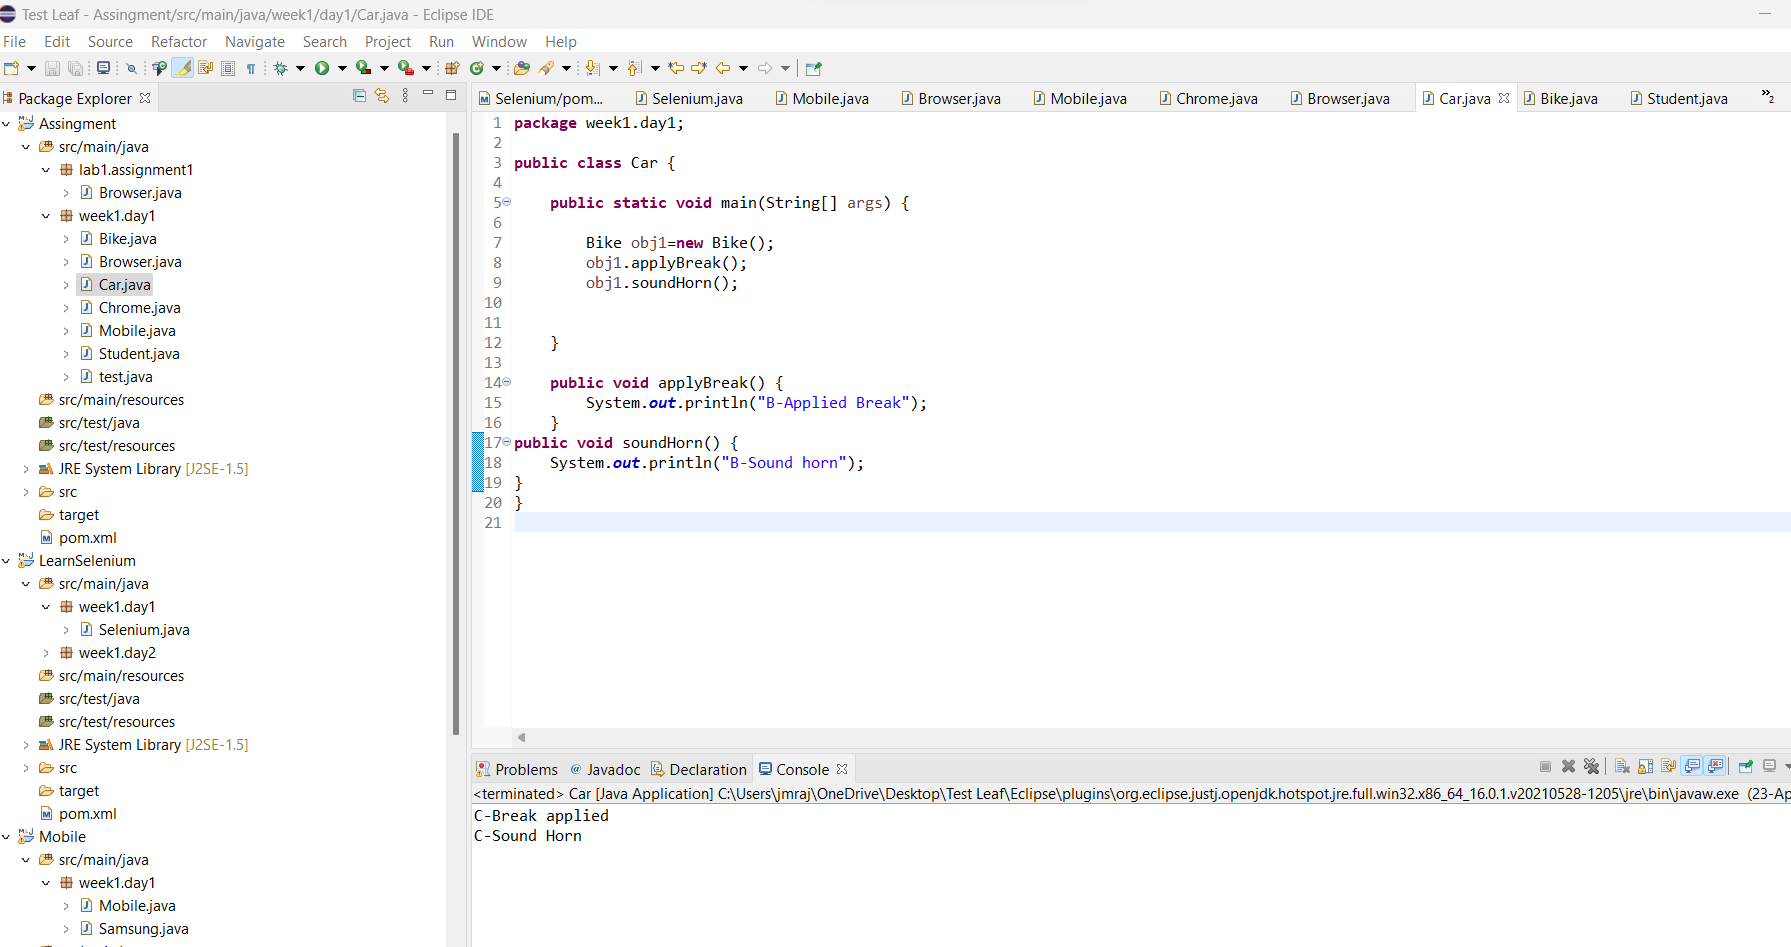 Test Leaf - Assingment/src/main/java/week1/day1/Car.java - Eclipse IDE
File Edit Source Refactor Navigate Search Project Run Window Help
Package Explorer
Assingment
src/main/java
lab1.assignment1
Browser.java
week1.day1
Bike.java
Browser.java
Car.java
Chrome.java
Mobile.java
Student.java
test.java
src/main/resources
src/test/java
src/test/resources
JRE System Library [J2SE-1.5]
src
target
pom.xml
LearnSelenium
src/main/java
week1.day1
Selenium.java
week1.day2
src/main/resources
src/test/java
src/test/resources
JRE System Library [J2SE-1.5]
src
target
pom.xml
Mobile
src/main/java
week1.day1
Mobile.java
Samsung.java
Selenium/pom... Selenium.java Mobile.java Browser.java Mobile.java Chrome.java Browser.java Car.java Bike.java Student.java »2
1 package week1.day1;
2
3 public class Car {
4
5 public static void main(String[] args) {
6
7 Bike obj1=new Bike();
8 obj1.applyBreak();
9 obj1.soundHorn();
10
11
12 }
13
14 public void applyBreak() {
15 System.out.println("B-Applied Break");
16 }
17 public void soundHorn() {
18 System.out.println("B-Sound horn");
19 }
20 }
21
Problems @ Javadoc Declaration Console
<terminated> Car [Java Application] C:\Users\jmraj\OneDrive\Desktop\Test Leaf\Eclipse\plugins\org.eclipse.justj.openjdk.hotspot.jre.full.win32.x86_64_16.0.1.v20210528-1205\jre\bin\javaw.exe (23-Ap
C-Break applied
C-Sound Horn